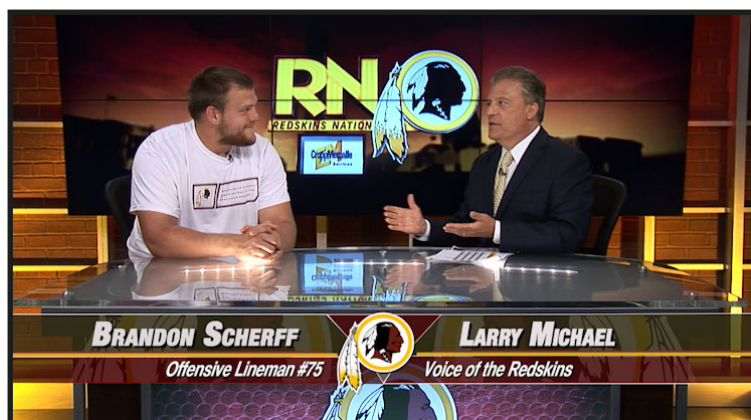 RN
REDSKINS NATION
BRANDON SCHERFF
LARRY MICHAEL
Offensive Lineman #75
Voice of the Redskins